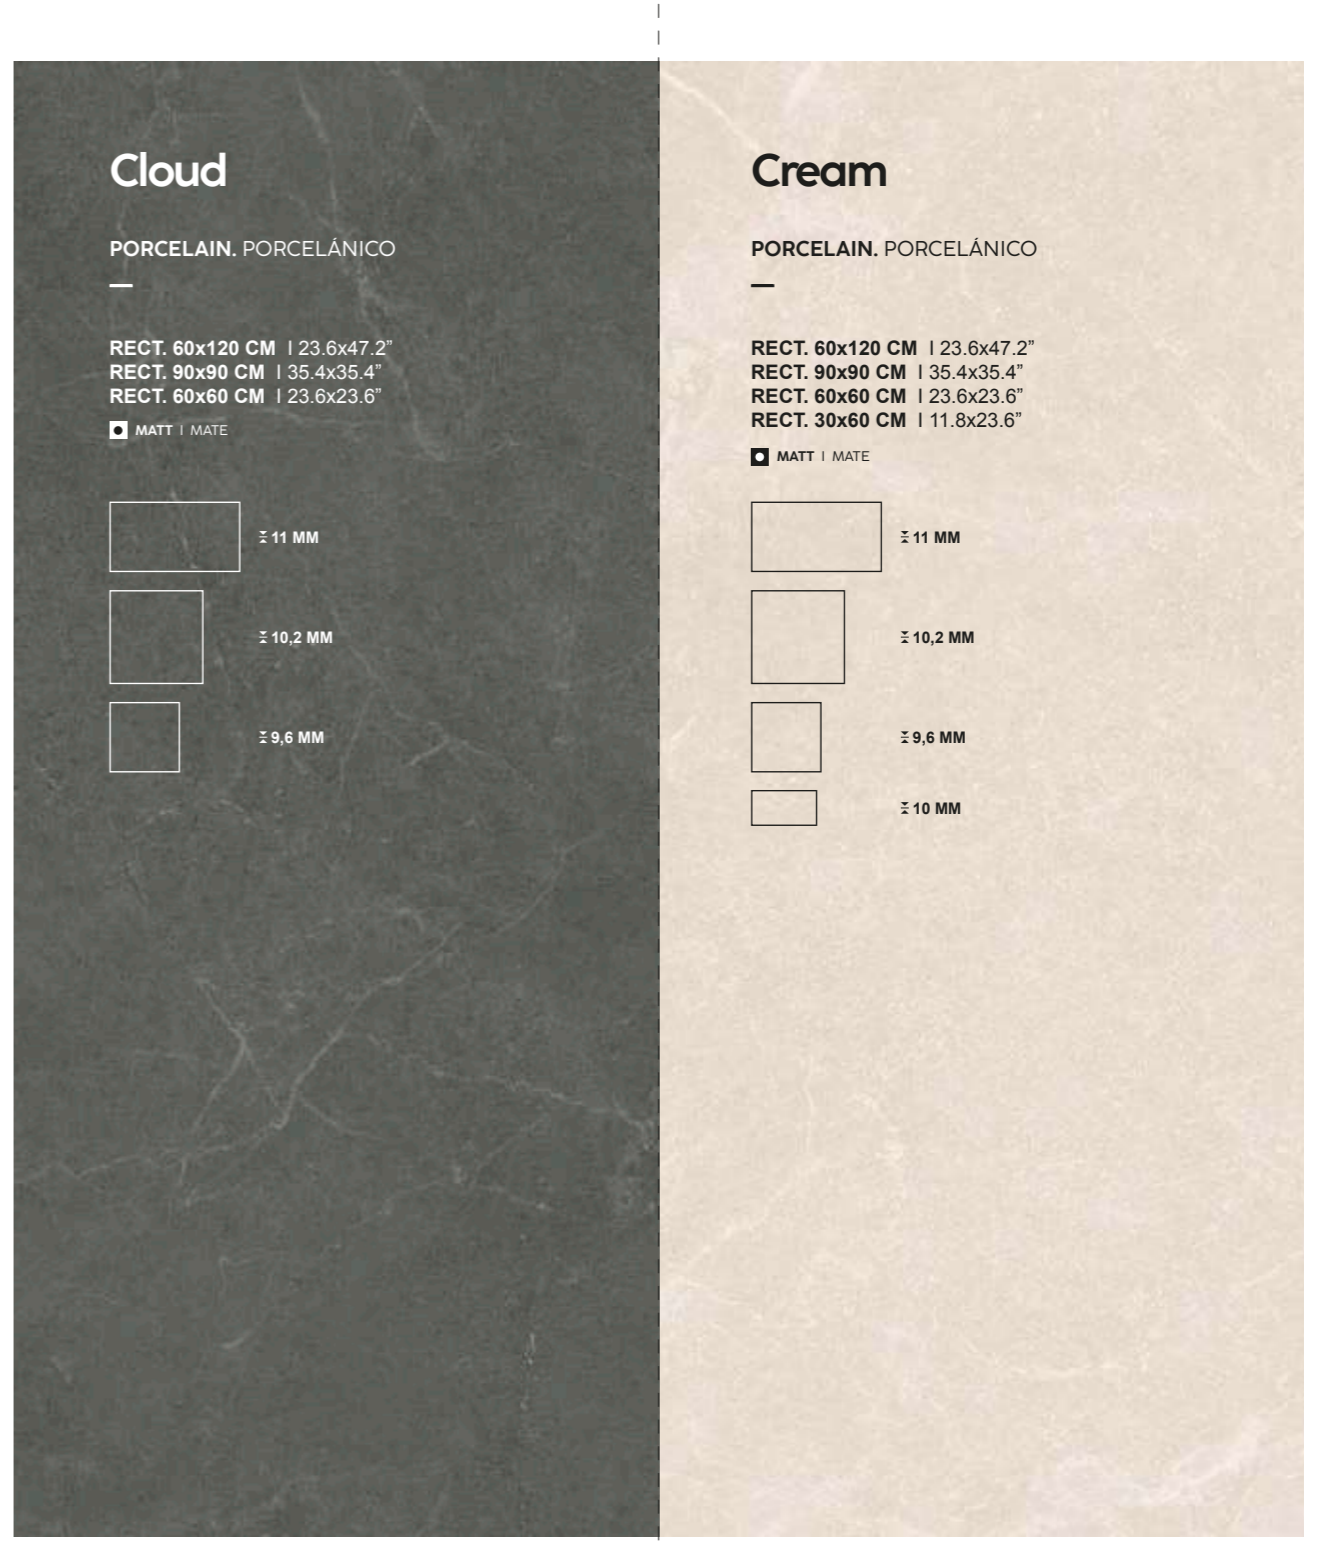 Cloud
PORCELAIN. PORCELÁNICO
RECT. 60x120 CM I 23.6x47.2”
RECT. 90x90 CM I 35.4x35.4”
RECT. 60x60 CM I 23.6x23.6”
MATT I MATE
11 MM
10,2 MM
9,6 MM
Cream
PORCELAIN. PORCELÁNICO
RECT. 60x120 CM I 23.6x47.2”
RECT. 90x90 CM I 35.4x35.4”
RECT. 60x60 CM I 23.6x23.6”
RECT. 30x60 CM I 11.8x23.6”
MATT I MATE
11 MM
10,2 MM
9,6 MM
10 MM